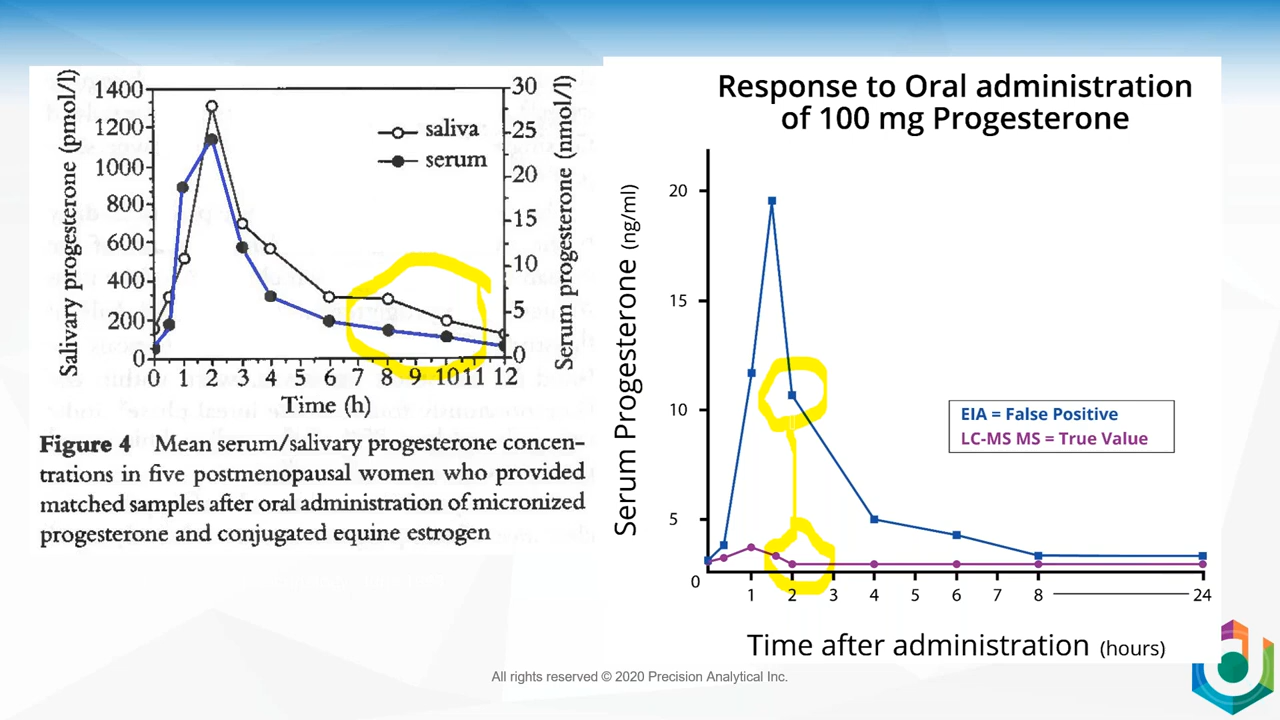 Salivary progesterone (pmol/l)
1400
1200
1000
800
600
400
200
0
30
25
20
15
10
5
0
Serum progesterone (nmol/l)
saliva
serum
0 1 2 3 4 5 6 7 8 9 10 11 12
Time (h)
Figure 4 Mean serum/salivary progesterone concen-
trations in five postmenopausal women who provided
matched samples after oral administration of micronized
progesterone and conjugated equine estrogen
Response to Oral administration
of 100 mg Progesterone
Serum Progesterone (ng/ml)
20
15
10
5
0
EIA = False Positive
LC-MS MS = True Value
1 2 3 4 5 6 7 8 24
Time after administration (hours)
All rights reserved © 2020 Precision Analytical Inc.